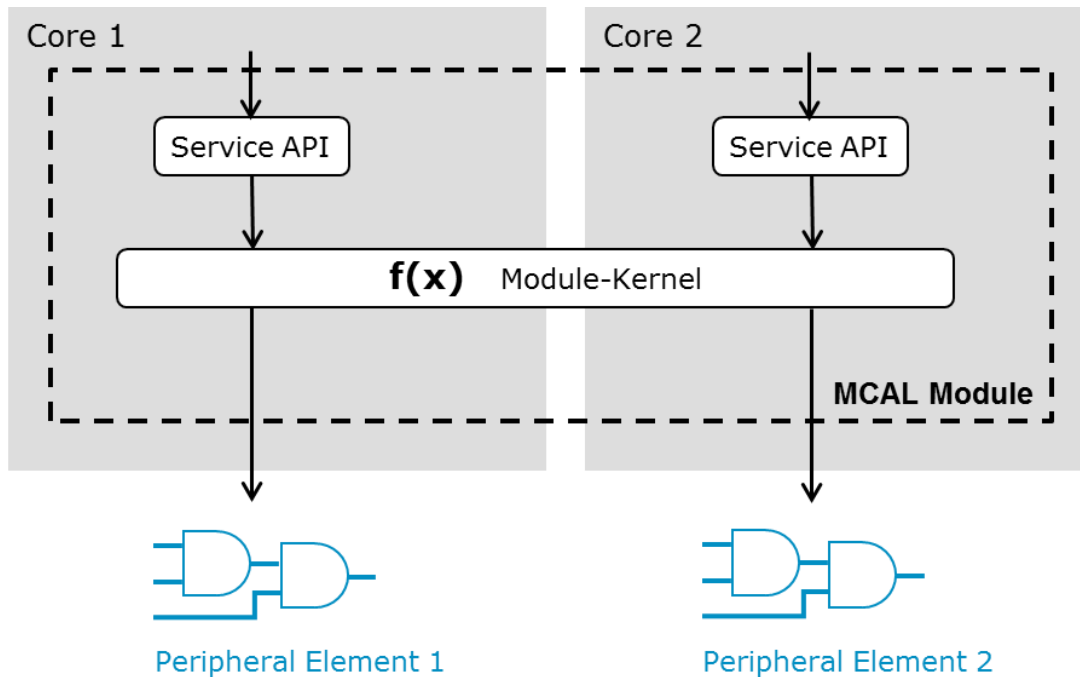 Core 1
Core 2
Service API
Service API
f(x) Module-Kernel
MCAL Module
Peripheral Element 1
Peripheral Element 2